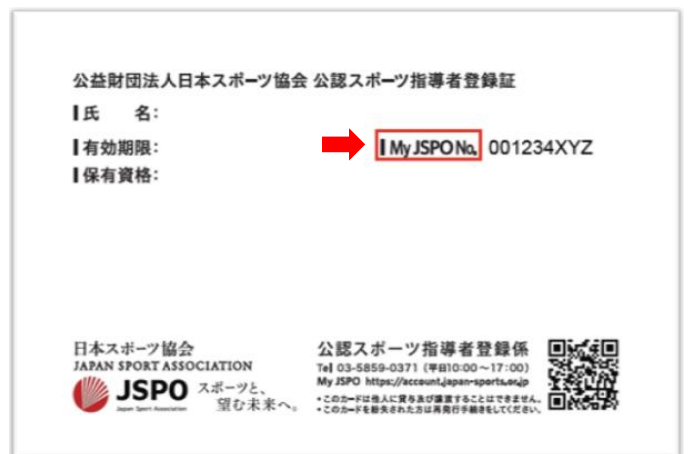 公益財団法人日本スポーツ協会 公認スポーツ指導者登録証
氏　名:
有効期限:
My JSPO No. 001234XYZ
保有資格:
日本スポーツ協会
JAPAN SPORT ASSOCIATION
JSPO
Japan Sport Association
スポーツと、
望む未来へ。
公認スポーツ指導者登録係
Tel 03-5859-0371 (平日10:00～17:00)
My JSPO https://account.japan-sports.or.jp
・このカードは他人に貸与及び譲渡することはできません。
・このカードを紛失された方は再発行手続きをしてください。